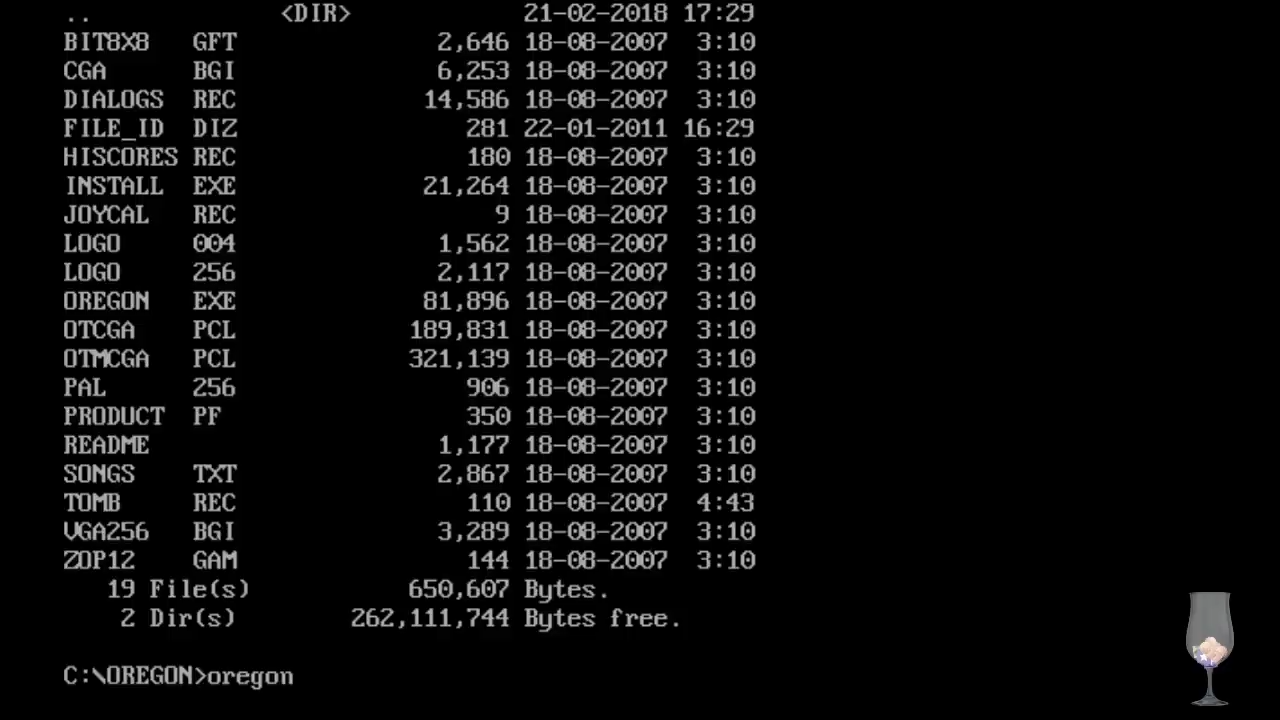 .. <DIR> 21-02-2018 17:29
BIT8X8 GFT 2,646 18-08-2007 3:10
CGA BGI 6,253 18-08-2007 3:10
DIALOGS REC 14,586 18-08-2007 3:10
FILE_ID DIZ 281 22-01-2011 16:29
HISCORES REC 180 18-08-2007 3:10
INSTALL EXE 21,264 18-08-2007 3:10
JOYCAL REC 9 18-08-2007 3:10
LOGO 004 1,562 18-08-2007 3:10
LOGO 256 2,117 18-08-2007 3:10
OREGON EXE 81,896 18-08-2007 3:10
OTCGA PCL 189,831 18-08-2007 3:10
OTMCGA PCL 321,139 18-08-2007 3:10
PAL 256 906 18-08-2007 3:10
PRODUCT PF 350 18-08-2007 3:10
README 1,177 18-08-2007 3:10
SONGS TXT 2,867 18-08-2007 3:10
TOMB REC 110 18-08-2007 4:43
VGA256 BGI 3,289 18-08-2007 3:10
ZOP12 GAM 144 18-08-2007 3:10
19 File(s) 650,607 Bytes.
2 Dir(s) 262,111,744 Bytes free.
C:\OREGON>oregon